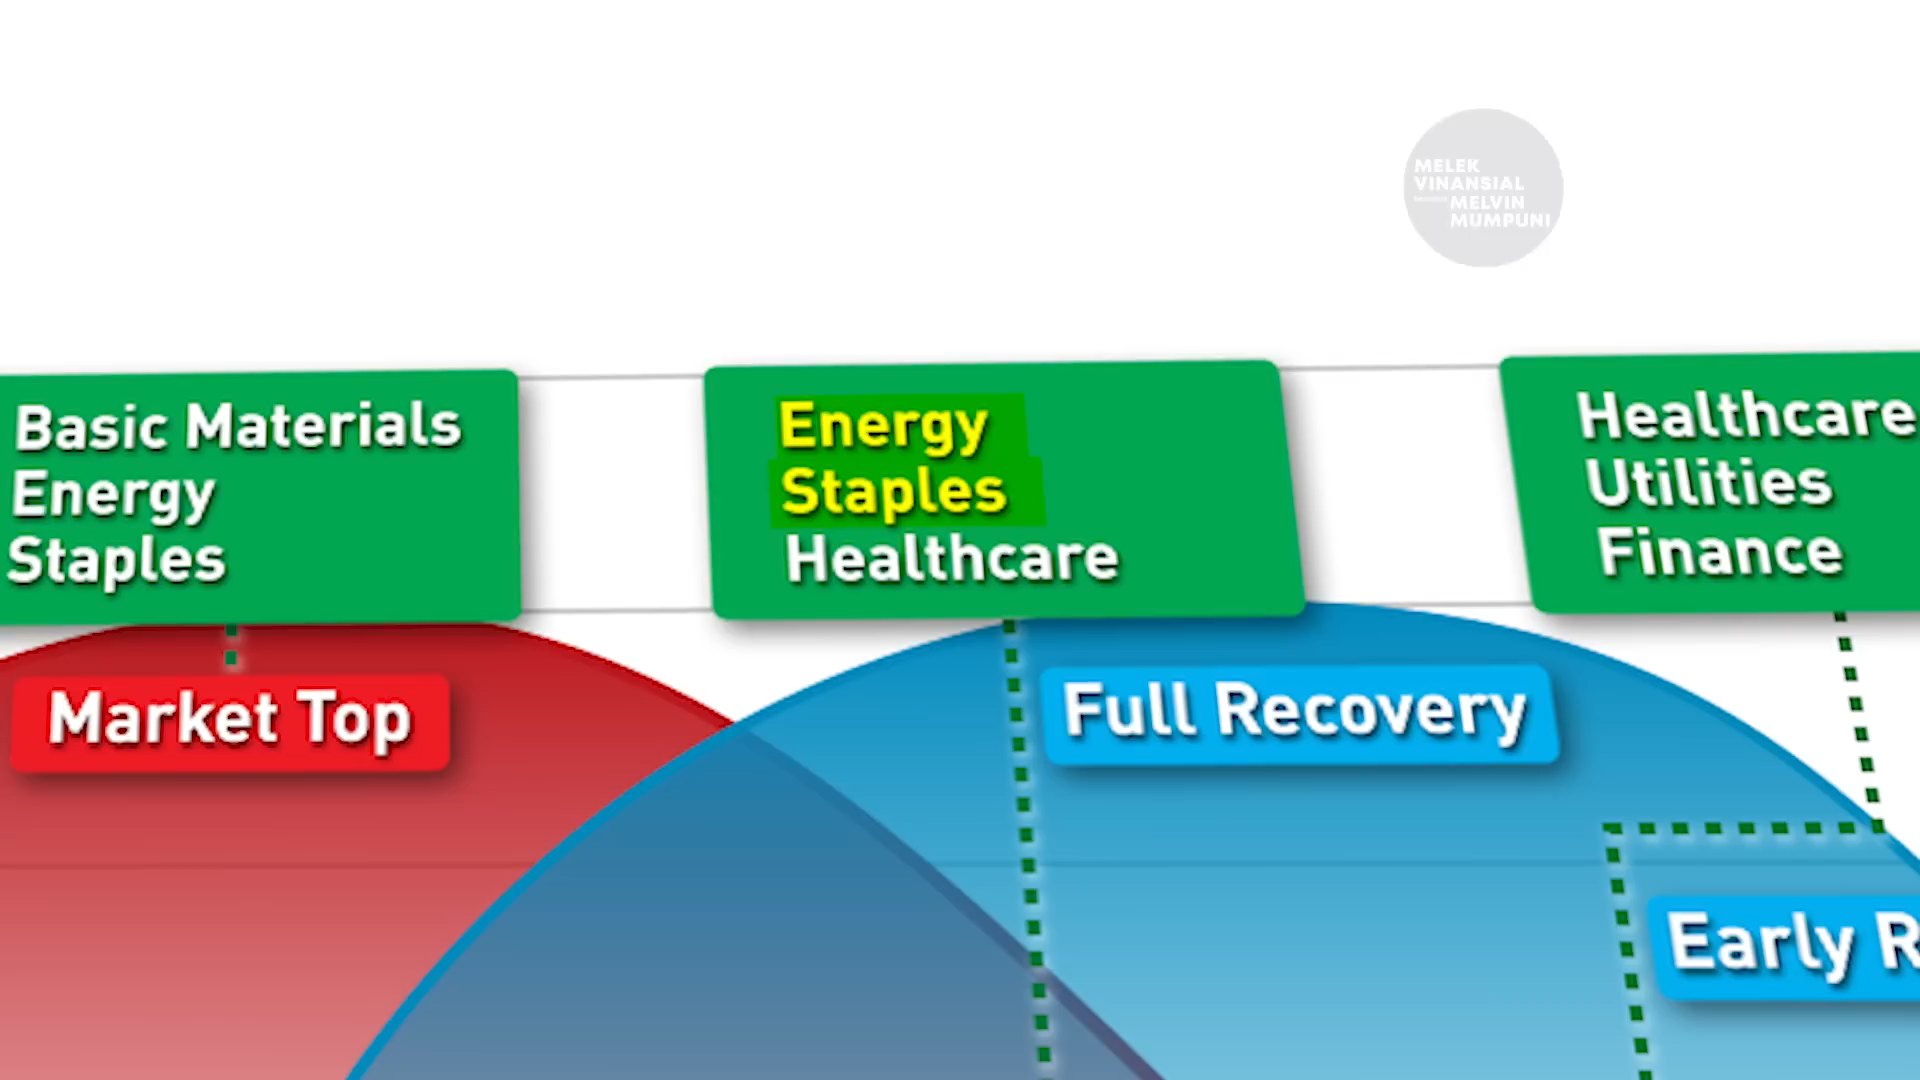 MELEK
VINANSIAL
MELVIN
MUMPUNI
Basic Materials
Energy
Staples
Energy
Staples
Healthcare
Healthcare
Utilities
Finance
Market Top
Full Recovery
Early R